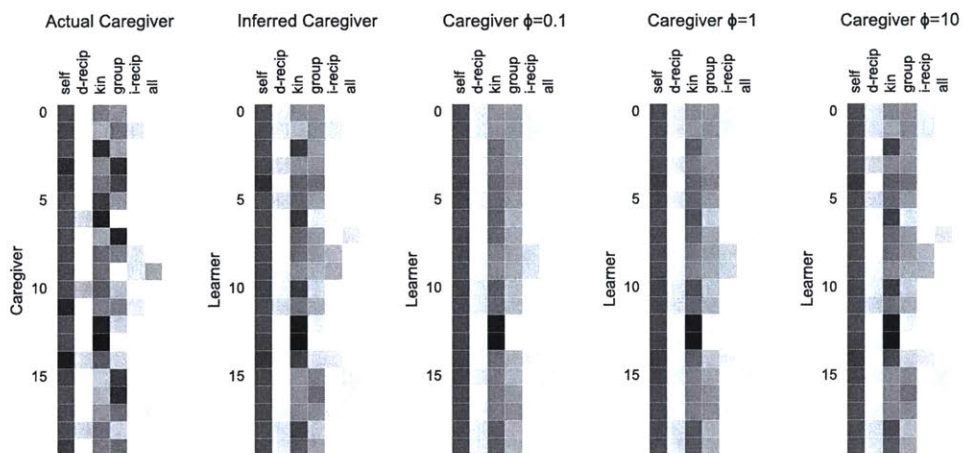 Actual Caregiver
Inferred Caregiver
Caregiver ϕ=0.1
Caregiver ϕ=1
Caregiver ϕ=10
self d-recip kin group i-recip all
self d-recip kin group i-recip all
self d-recip kin group i-recip all
self d-recip kin group i-recip all
self d-recip kin group i-recip all
0 0 0 0 0
5 5 5 5 5
Caregiver Learner Learner Learner Learner
10 10 10 10 10
15 15 15 15 15